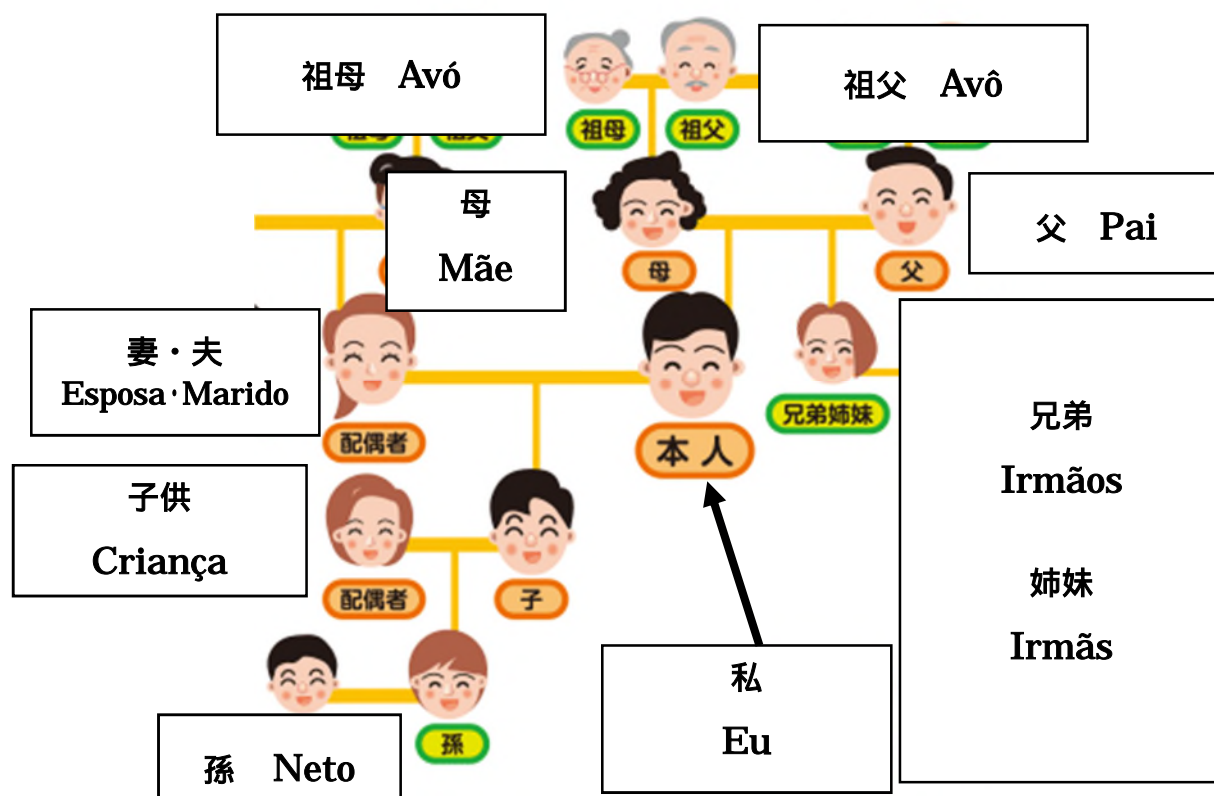 祖母　Avó
祖父　Avô
祖母
祖父
母
Mãe
母
父
父　Pai
妻・夫
Esposa・Marido
配偶者
本人
兄弟姉妹
兄弟
Irmãos
姉妹
Irmãs
子供
Criança
配偶者
子
私
Eu
孫
孫　Neto